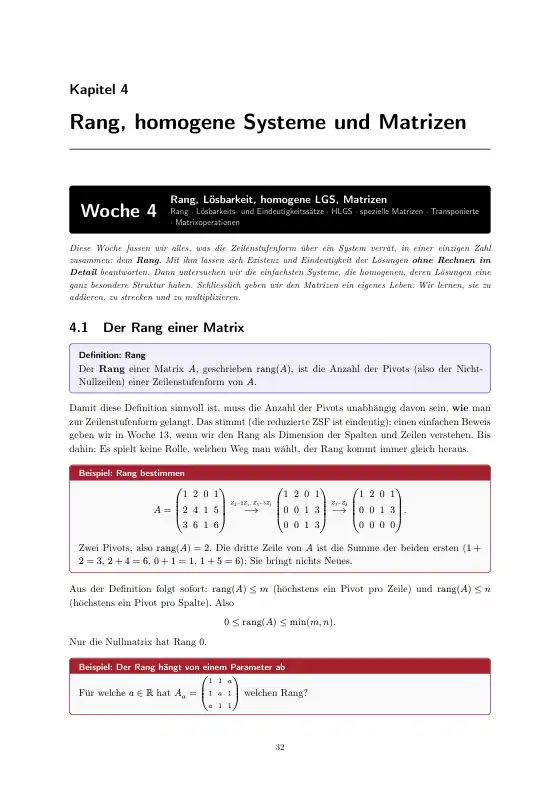 Kapitel 4
Rang, homogene Systeme und Matrizen
Woche 4
Rang, Lösbarkeit, homogene LGS, Matrizen
Rang · Lösbarkeits- und Eindeutigkeitssätze · HLGS · spezielle Matrizen · Transponierte
· Matrixoperationen
Diese Woche fassen wir alles, was die Zeilenstufenform über ein System verrät, in einer einzigen Zahl
zusammen: dem Rang. Mit ihm lassen sich Existenz und Eindeutigkeit der Lösungen ohne Rechnen im
Detail beantworten. Dann untersuchen wir die einfachsten Systeme, die homogenen, deren Lösungen eine
ganz besondere Struktur haben. Schliesslich geben wir den Matrizen ein eigenes Leben: Wir lernen, sie zu
addieren, zu strecken und zu multiplizieren.
4.1 Der Rang einer Matrix
Definition: Rang
Der Rang einer Matrix A, geschrieben rang(A), ist die Anzahl der Pivots (also der Nicht-
Nullzeilen) einer Zeilenstufenform von A.
Damit diese Definition sinnvoll ist, muss die Anzahl der Pivots unabhängig davon sein, wie man
zur Zeilenstufenform gelangt. Das stimmt (die reduzierte ZSF ist eindeutig); einen einfachen Beweis
geben wir in Woche 13, wenn wir den Rang als Dimension der Spalten und Zeilen verstehen. Bis
dahin: Es spielt keine Rolle, welchen Weg man wählt, der Rang kommt immer gleich heraus.
Beispiel: Rang bestimmen
1 2 0 1 1 2 0 1 1 2 0 1
A = 2 4 1 5 Z₂−2Z₁, Z₃−3Z₁ ⟶ 0 0 1 3 Z₃−Z₂ ⟶ 0 0 1 3 .
3 6 1 6 0 0 1 3 0 0 0 0
Zwei Pivots, also rang(A) = 2. Die dritte Zeile von A ist die Summe der beiden ersten (1 +
2 = 3, 2 + 4 = 6, 0 + 1 = 1, 1 + 5 = 6): Sie bringt nichts Neues.
Aus der Definition folgt sofort: rang(A) ≤ m (höchstens ein Pivot pro Zeile) und rang(A) ≤ n
(höchstens ein Pivot pro Spalte). Also
0 ≤ rang(A) ≤ min(m, n).
Nur die Nullmatrix hat Rang 0.
Beispiel: Der Rang hängt von einem Parameter ab
1 1 a
Für welche a ∈ ℝ hat Aₐ = 1 a 1 welchen Rang?
a 1 1
32